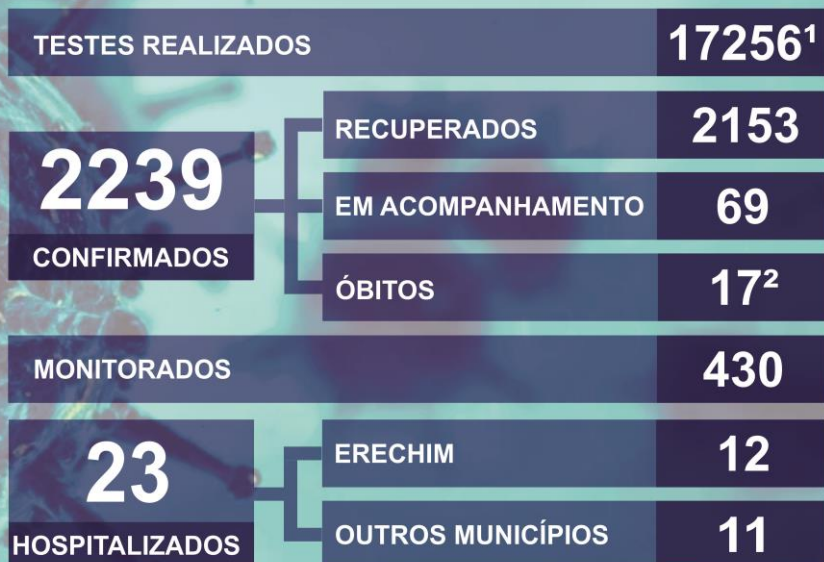 TESTES REALIZADOS 17256¹
2239
CONFIRMADOS
RECUPERADOS 2153
EM ACOMPANHAMENTO 69
ÓBITOS 17²
MONITORADOS 430
23
HOSPITALIZADOS
ERECHIM 12
OUTROS MUNICÍPIOS 11